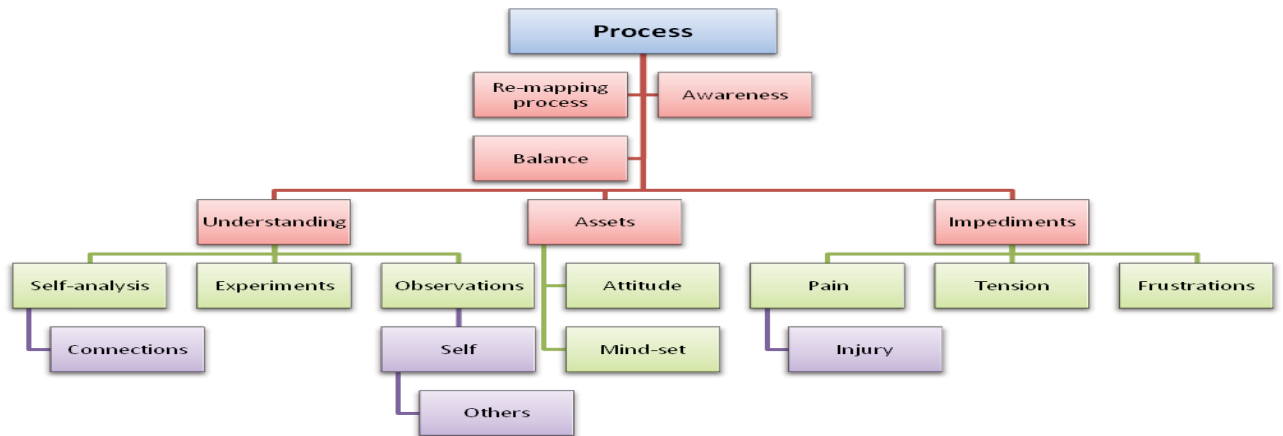 Process
Re-mapping
process
Awareness
Balance
Understanding
Assets
Impediments
Self-analysis
Experiments
Observations
Attitude
Pain
Tension
Frustrations
Connections
Self
Mind-set
Injury
Others